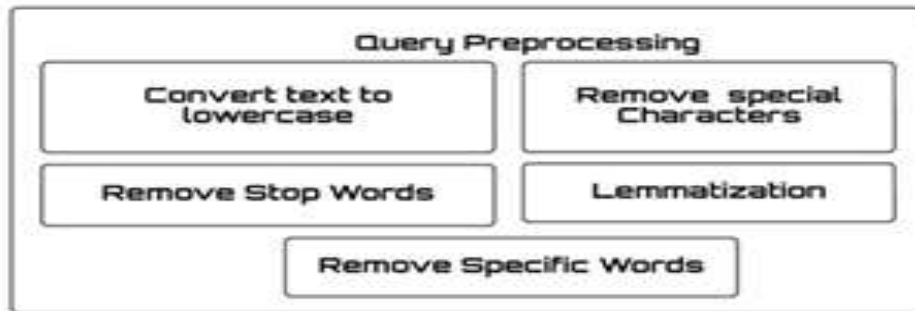 Query Preprocessing
Convert text to
lowercase
Remove special
Characters
Remove Stop Words
Lemmatization
Remove Specific Words